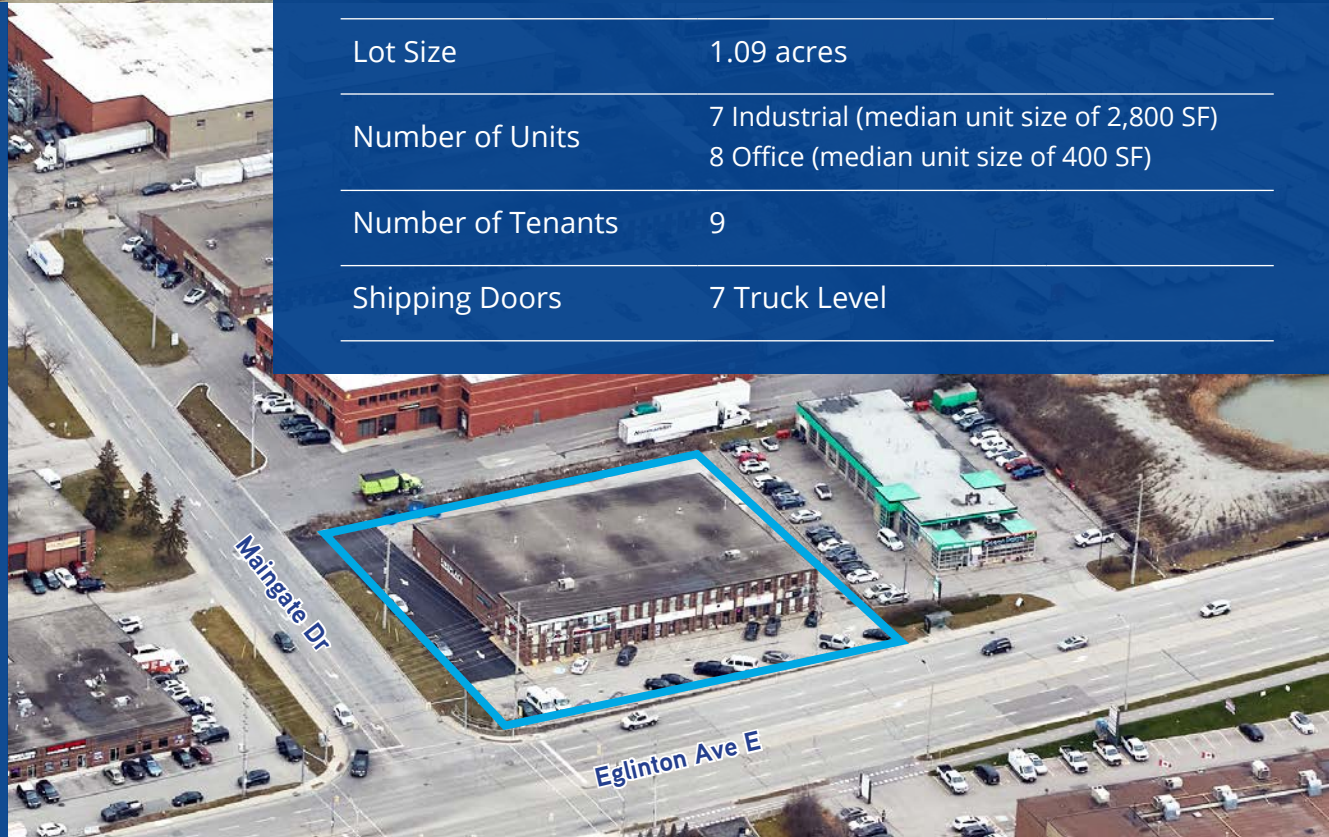 Lot Size 1.09 acres
Number of Units 7 Industrial (median unit size of 2,800 SF)
8 Office (median unit size of 400 SF)
Number of Tenants 9
Shipping Doors 7 Truck Level
Maingate Dr
Eglinton Ave E